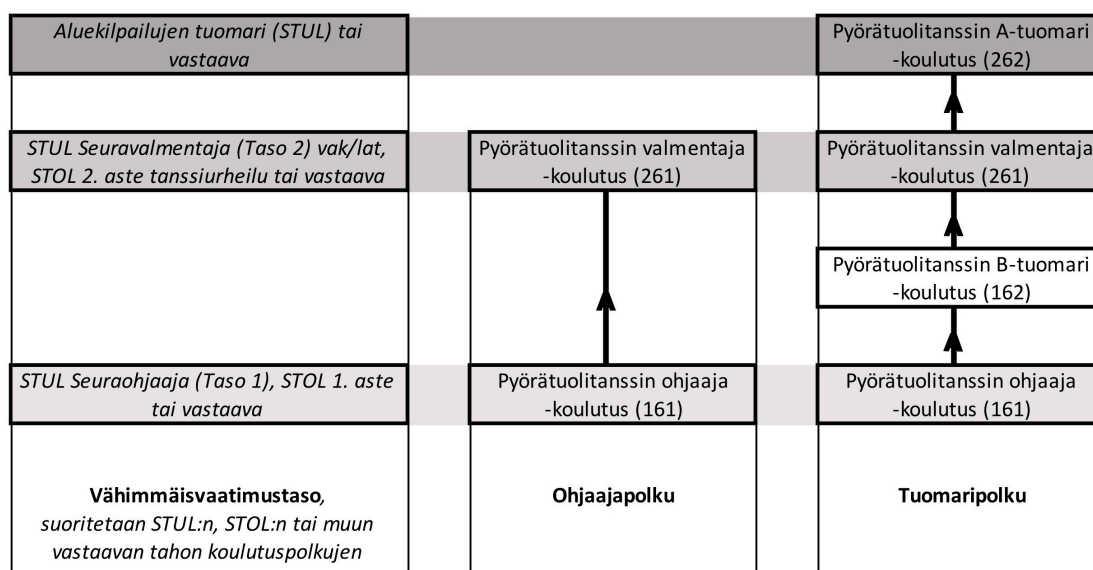 Aluekilpailujen tuomari (STUL) tai
vastaava
Pyörätuolitanssin A-tuomari
-koulutus (262)
STUL Seuravalmentaja (Taso 2) vak/lat,
STOL 2. aste tanssiurheilu tai vastaava
Pyörätuolitanssin valmentaja
-koulutus (261)
Pyörätuolitanssin valmentaja
-koulutus (261)
Pyörätuolitanssin B-tuomari
-koulutus (162)
STUL Seuraohjaaja (Taso 1), STOL 1. aste
tai vastaava
Pyörätuolitanssin ohjaaja
-koulutus (161)
Pyörätuolitanssin ohjaaja
-koulutus (161)
Vähimmäisvaatimustaso,
suoritetaan STUL:n, STOL:n tai muun
vastaavan tahon koulutuspolkujen
Ohjaajapolku
Tuomaripolku